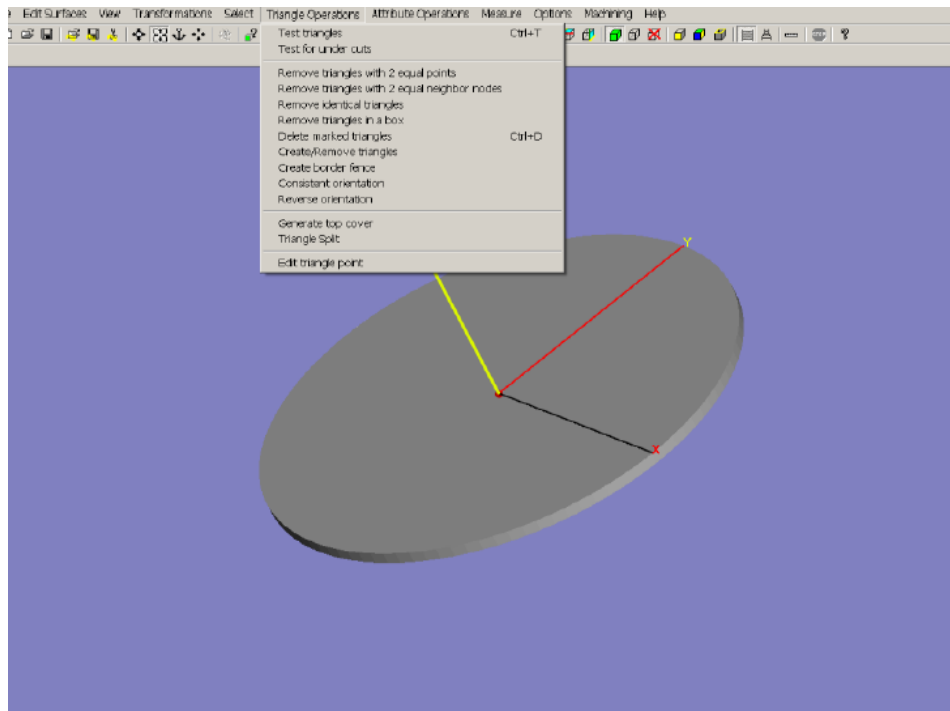 Edit Surfaces View Transformations Select Triangle Operations Attribute Operations Measure Options Machining Help
Test triangles Ctrl+T
Test for under cuts
Remove triangles with 2 equal points
Remove triangles with 2 equal neighbor nodes
Remove identical triangles
Remove triangles in a box
Delete marked triangles Ctrl+D
Create/Remove triangles
Create border fence
Consistent orientation
Reverse orientation
Generate top cover
Triangle Split
Edit triangle point
Y
X